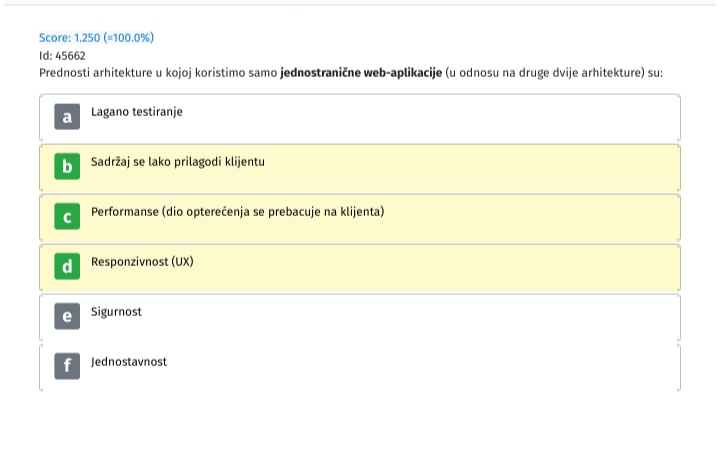 Score: 1.250 (=100.0%)
Id: 45662
Prednosti arhitekture u kojoj koristimo samo jednostranične web-aplikacije (u odnosu na druge dvije arhitekture) su:
a Lagano testiranje
b Sadržaj se lako prilagodi klijentu
c Performanse (dio opterećenja se prebacuje na klijenta)
d Responzivnost (UX)
e Sigurnost
f Jednostavnost